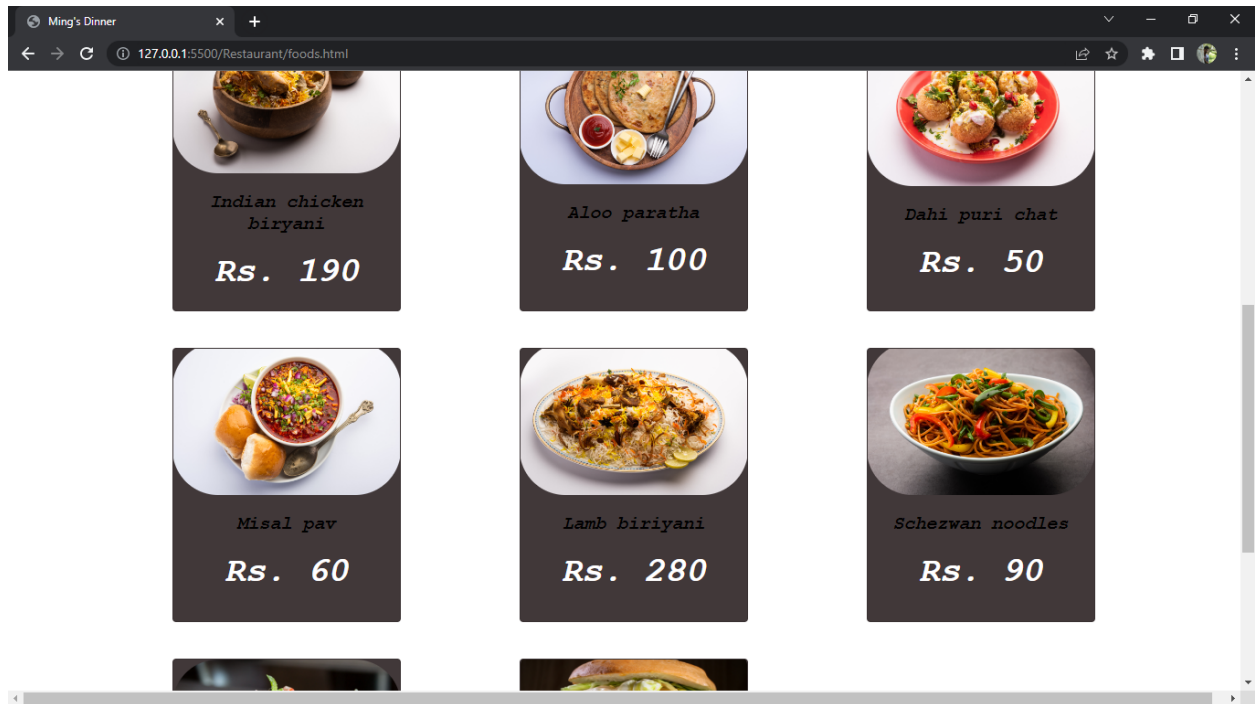 Ming's Dinner
127.0.0.1:5500/Restaurant/foods.html
Indian chicken
biryani
Rs. 190
Aloo paratha
Rs. 100
Dahi puri chat
Rs. 50
Misal pav
Rs. 60
Lamb biriyani
Rs. 280
Schezwan noodles
Rs. 90